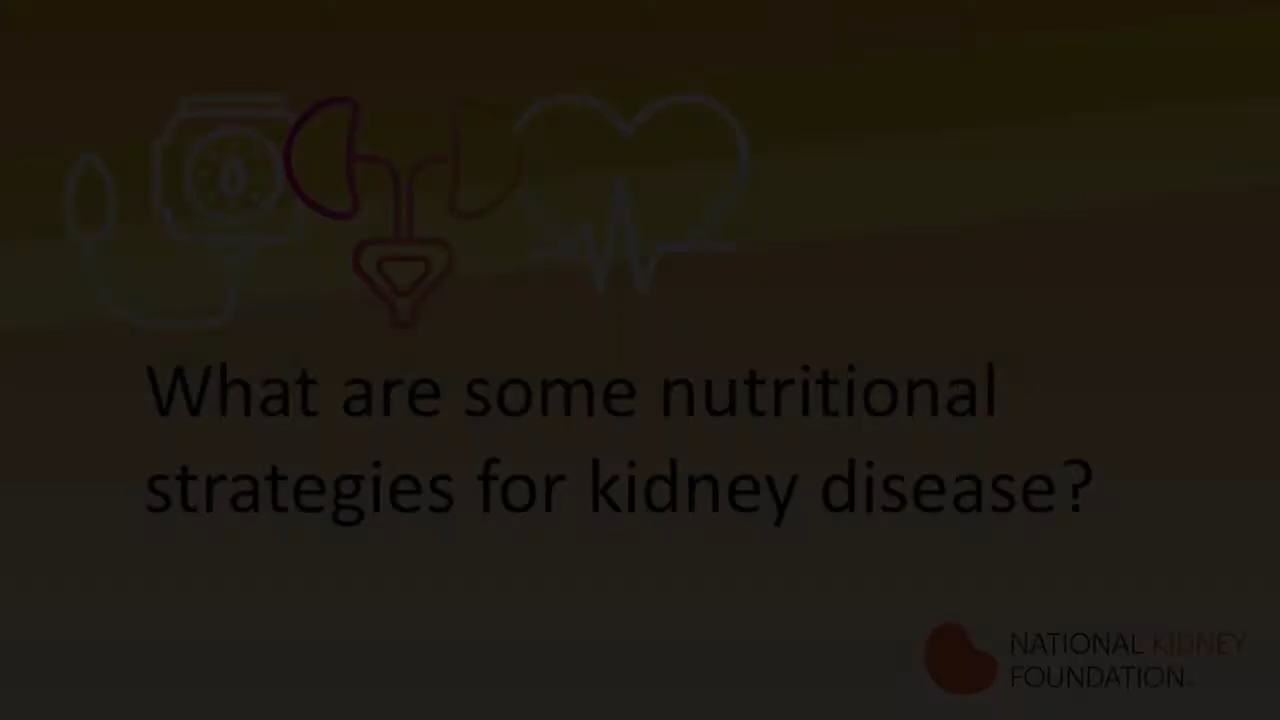 What are some nutritional
strategies for kidney disease?
NATIONAL KIDNEY
FOUNDATION